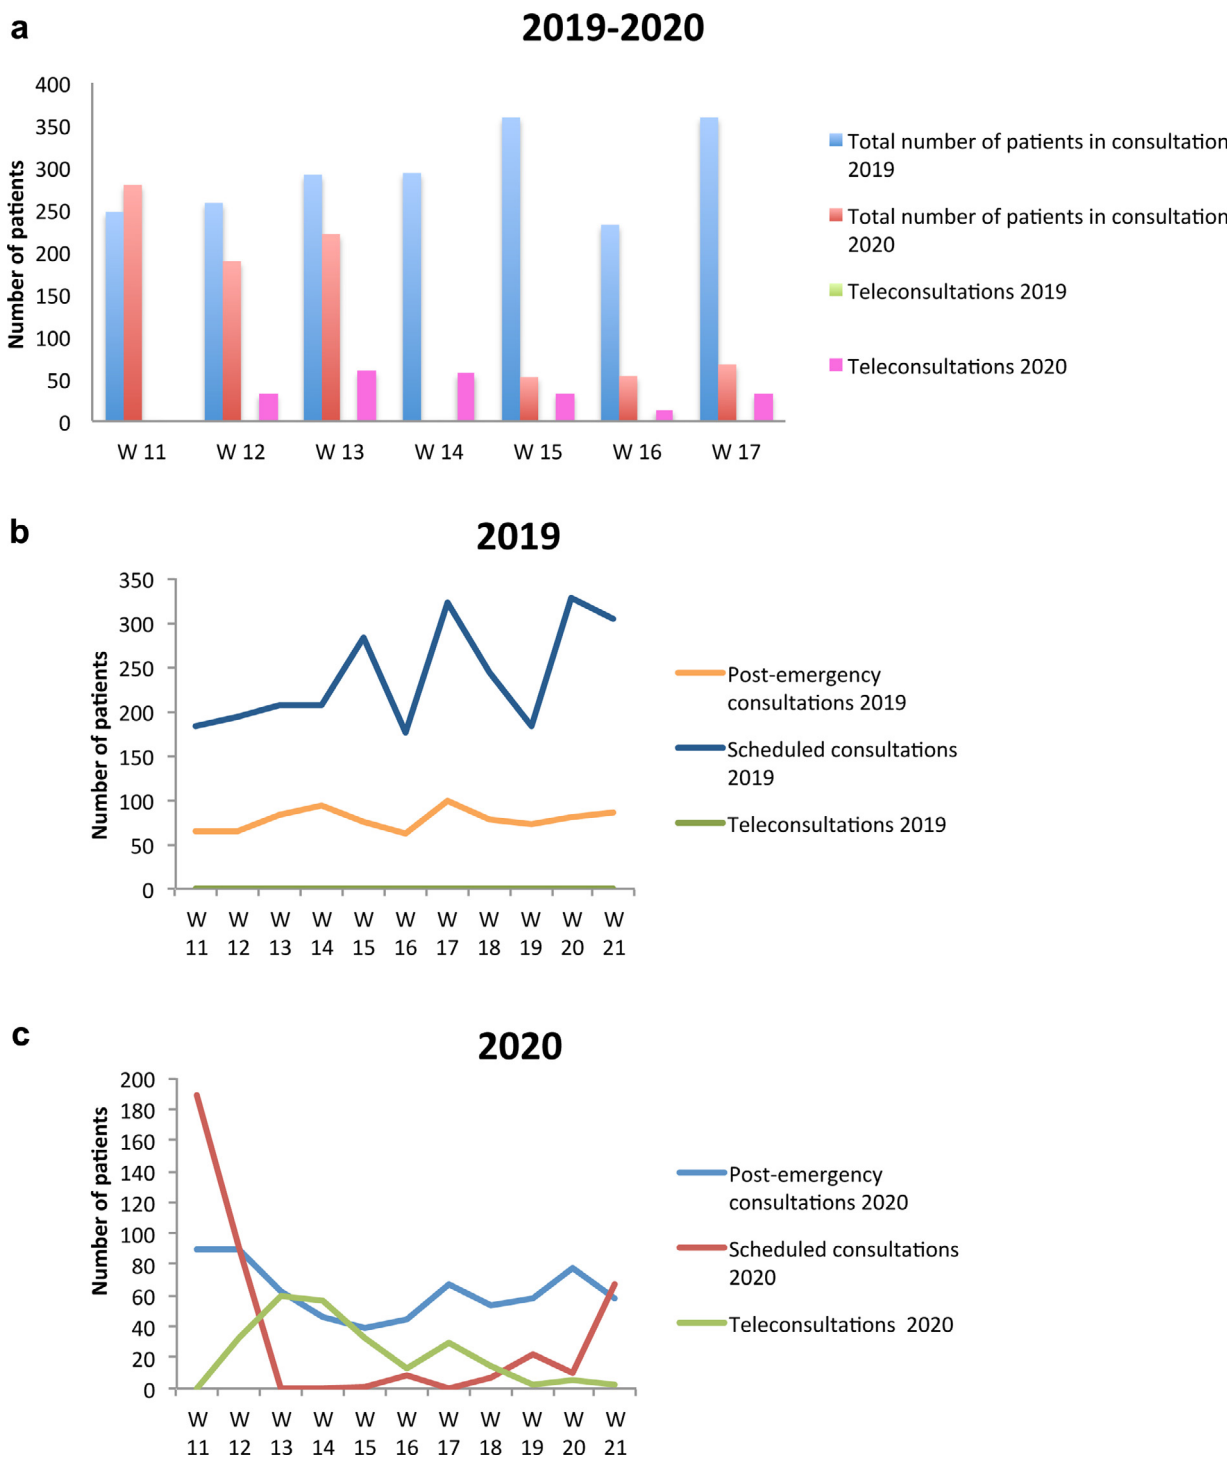 a
2019-2020
400
350
300
250
200
150
100
50
0
Number of patients
W 11 W 12 W 13 W 14 W 15 W 16 W 17
Total number of patients in consultation
2019
Total number of patients in consultation
2020
Teleconsultations 2019
Teleconsultations 2020
b
2019
350
300
250
200
150
100
50
0
Number of patients
W W W W W W W W W W W
11 12 13 14 15 16 17 18 19 20 21
Post-emergency
consultations 2019
Scheduled consultations
2019
Teleconsultations 2019
c
2020
200
180
160
140
120
100
80
60
40
20
0
Number of patients
W W W W W W W W W W W
11 12 13 14 15 16 17 18 19 20 21
Post-emergency
consultations 2020
Scheduled consultations
2020
Teleconsultations 2020